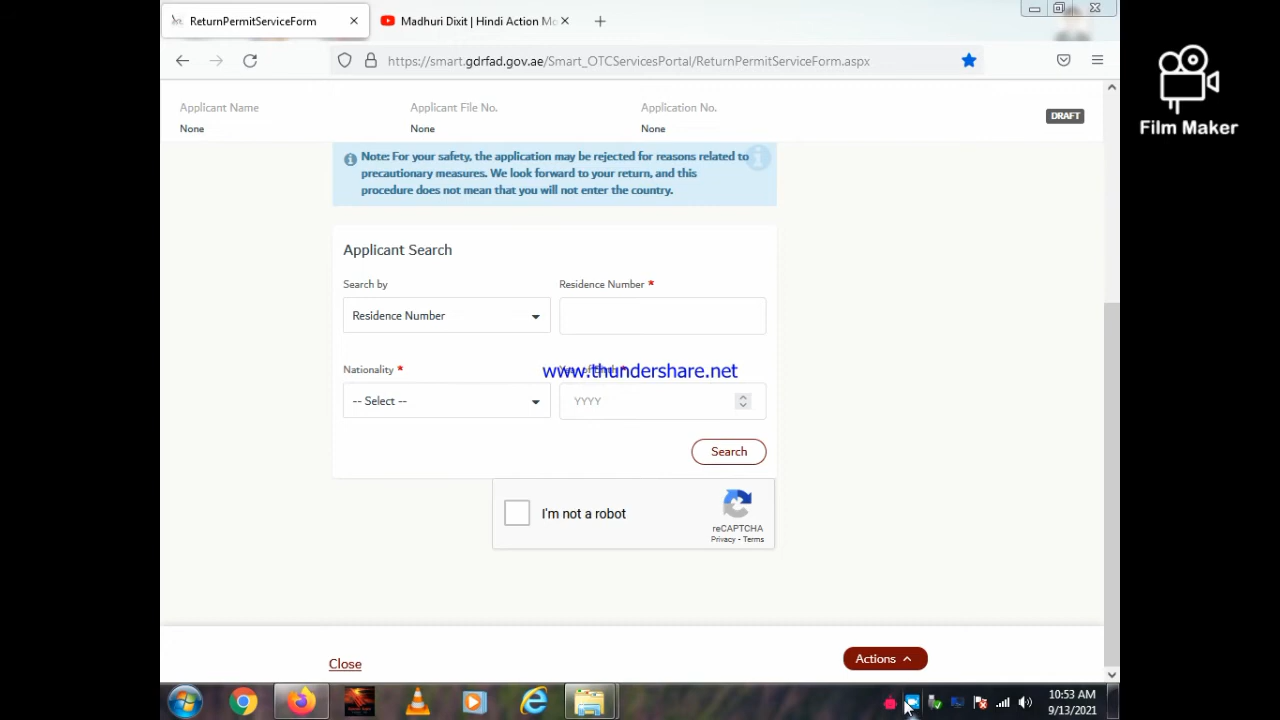 ReturnPermitServiceForm
Madhuri Dixit | Hindi Action Mo
https://smart.gdrfad.gov.ae/Smart_OTCServicesPortal/ReturnPermitServiceForm.aspx
Film Maker
Applicant Name
Applicant File No.
Application No.
None
None
None
DRAFT
Note: For your safety, the application may be rejected for reasons related to
precautionary measures. We look forward to your return, and this
procedure does not mean that you will not enter the country.
Applicant Search
Search by
Residence Number *
Residence Number
Nationality *
www.thundershare.net
-- Select --
YYYY
Search
I'm not a robot
reCAPTCHA
Privacy - Terms
Close
Actions
10:53 AM
9/13/2021